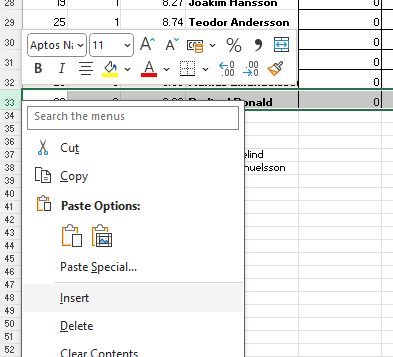 28 19 1 8.27 Joakim Hansson 0
29 25 1 8.74 Teodor Andersson 0
30 Aptos Na 11 A A % 0
31 B I A 0
32 0
33 0
34 Search the menus
35 Cut
36
37 elind
38 Copy nuelsson
39
40
41 Paste Options:
42
43
44
45
46 Paste Special...
47
48 Insert
49
50 Delete
51
52 Clear Contents